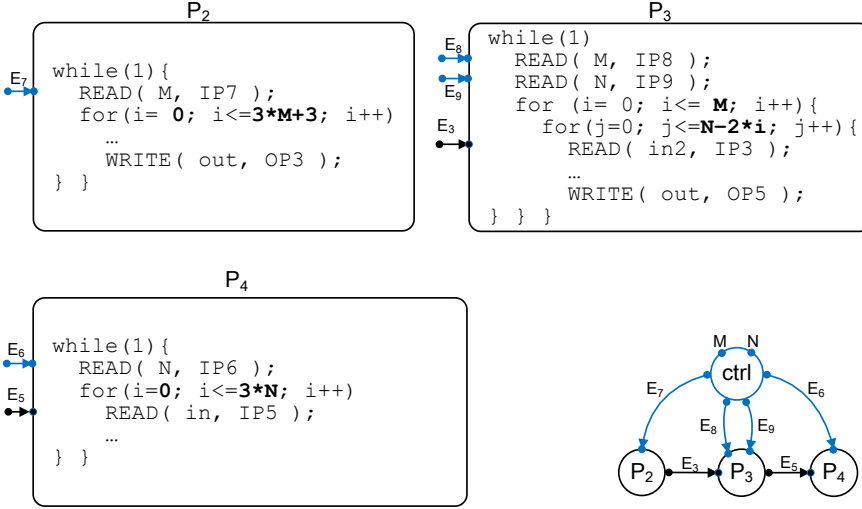 P2
E7
while(1){
READ( M, IP7 );
for(i= 0; i<=3*M+3; i++)
…
WRITE( out, OP3 );
} }
P3
E8
E9
E3
while(1)
READ( M, IP8 );
READ( N, IP9 );
for (i= 0; i<= M; i++){
for(j=0; j<=N-2*i; j++){
READ( in2, IP3 );
…
WRITE( out, OP5 );
} } }
P4
E6
E5
while(1){
READ( N, IP6 );
for(i=0; i<=3*N; i++)
READ( in, IP5 );
…
} }
M N
ctrl
E7 E6
E8 E9
P2 E3 P3 E5 P4